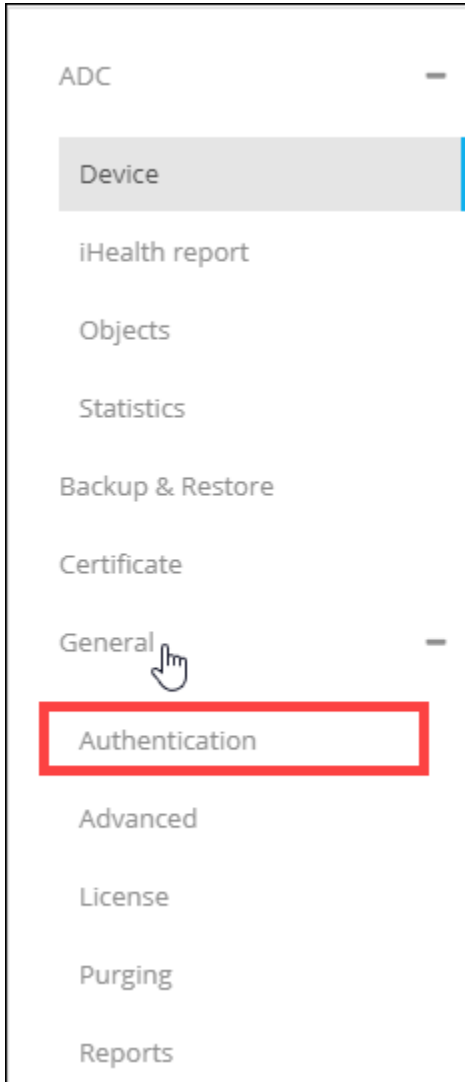 ADC
Device
iHealth report
Objects
Statistics
Backup & Restore
Certificate
General
Authentication
Advanced
License
Purging
Reports